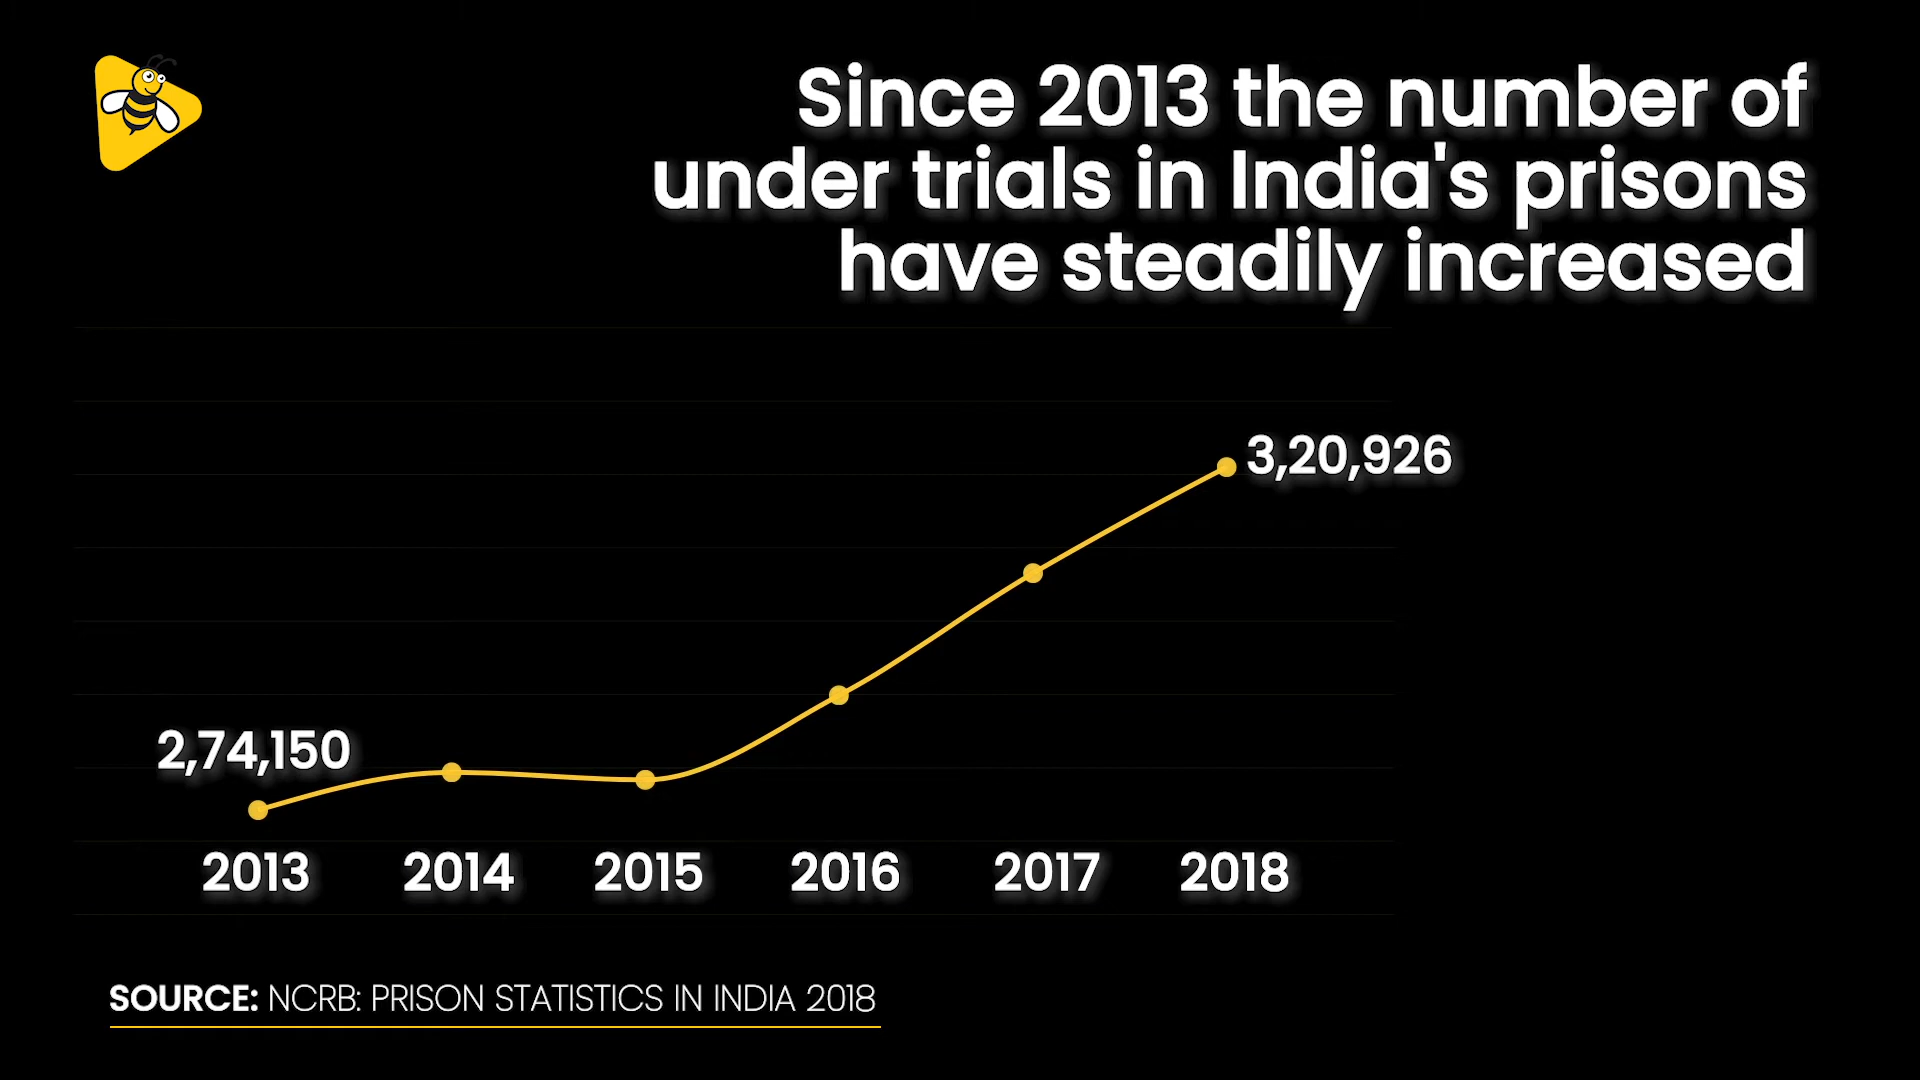 Since 2013 the number of
under trials in India's prisons
have steadily increased
3,20,926
2,74,150
2013 2014 2015 2016 2017 2018
SOURCE: NCRB: PRISON STATISTICS IN INDIA 2018